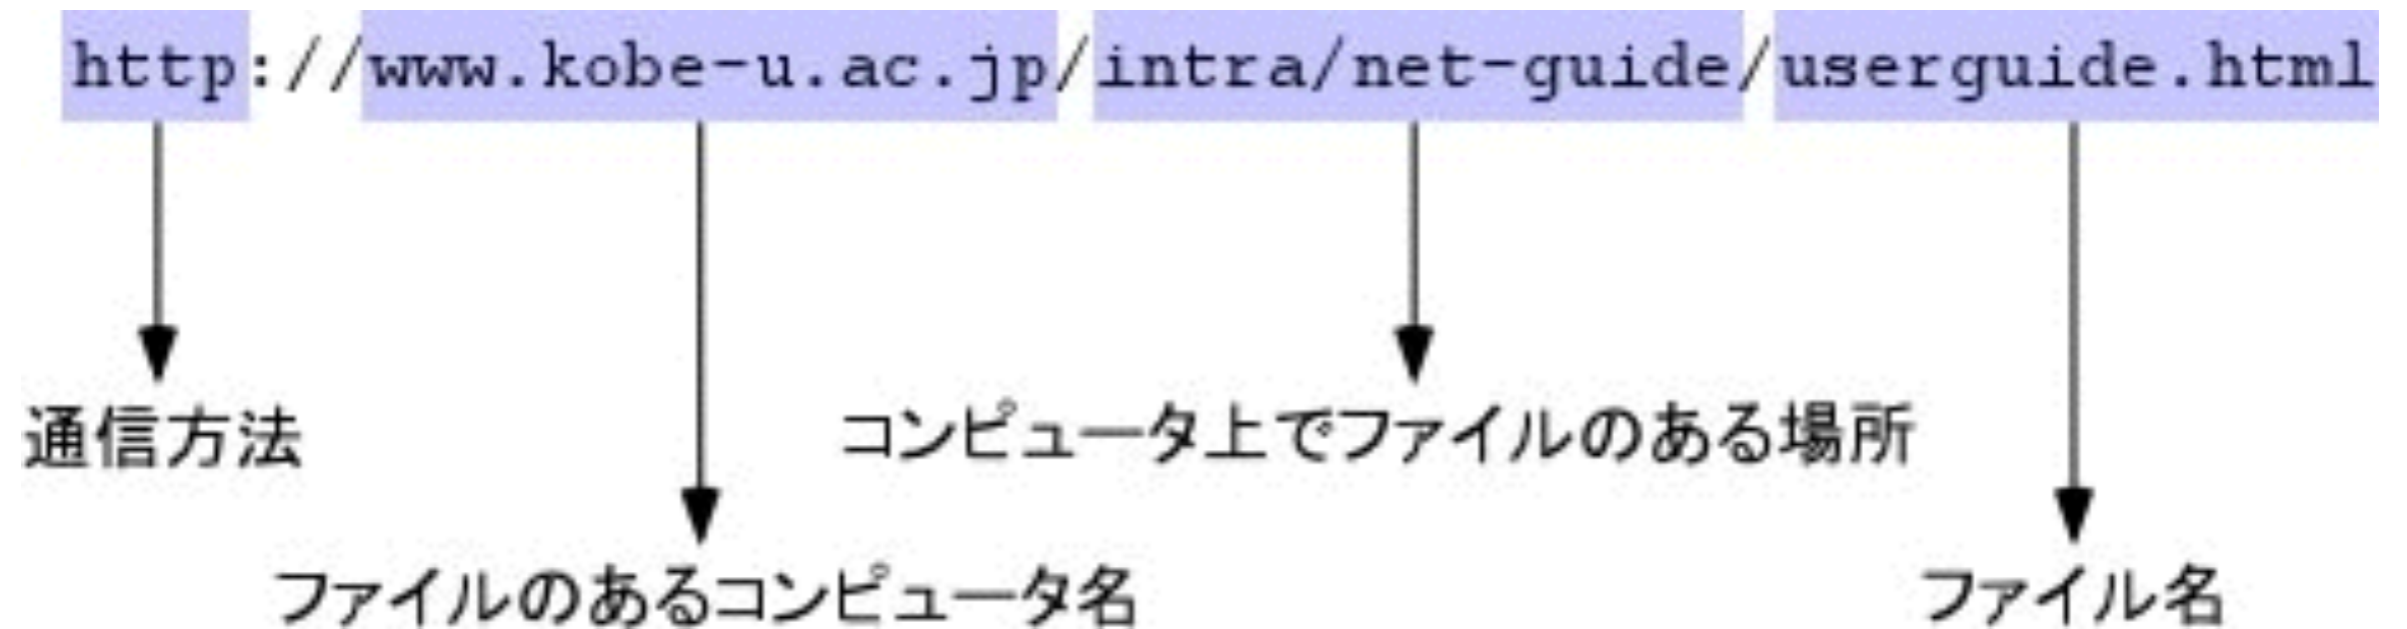 http://www.kobe-u.ac.jp/intra/net-guide/userguide.html
通信方法
コンピュータ上でファイルのある場所
ファイルのあるコンピュータ名
ファイル名